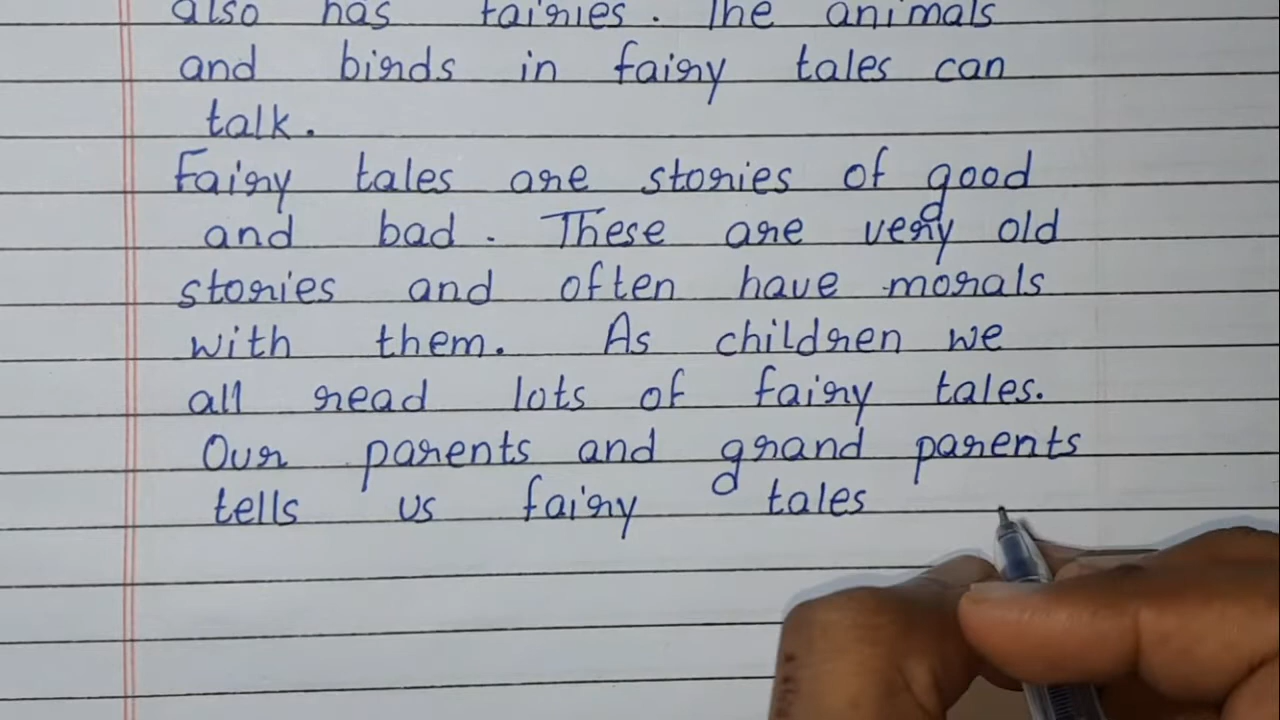 also has fairies. The animals
and birds in fairy tales can
talk.
Fairy tales are stories of good
and bad. These are very old
stories and often have morals
with them. As children we
all read lots of fairy tales.
Our parents and grand parents
tells us fairy tales